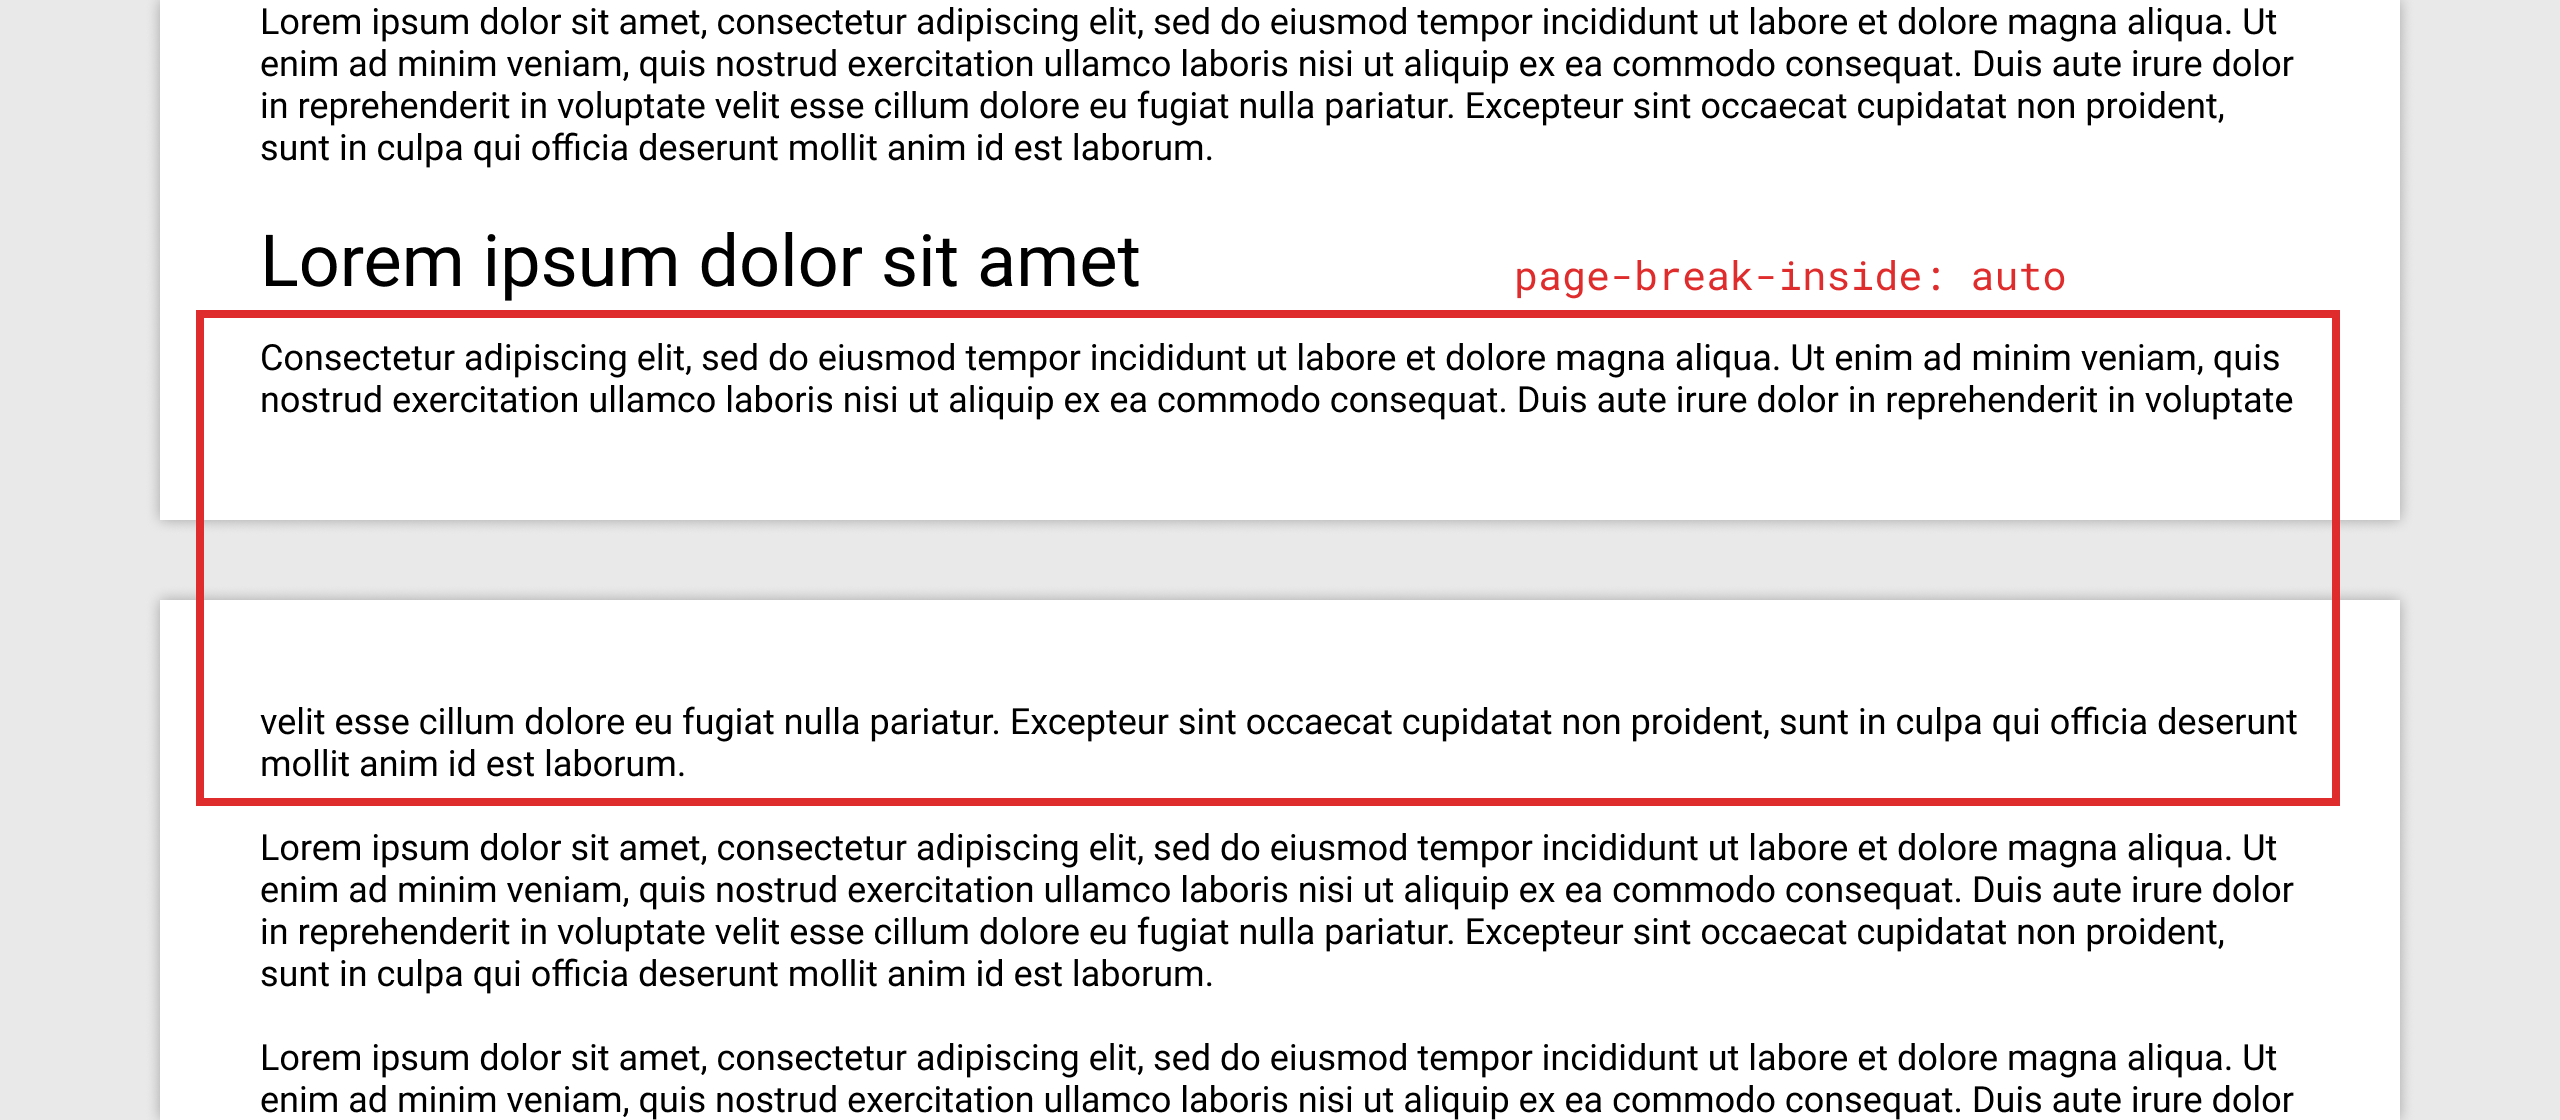 Lorem ipsum dolor sit amet, consectetur adipiscing elit, sed do eiusmod tempor incididunt ut labore et dolore magna aliqua. Ut
enim ad minim veniam, quis nostrud exercitation ullamco laboris nisi ut aliquip ex ea commodo consequat. Duis aute irure dolor
in reprehenderit in voluptate velit esse cillum dolore eu fugiat nulla pariatur. Excepteur sint occaecat cupidatat non proident,
sunt in culpa qui officia deserunt mollit anim id est laborum.
Lorem ipsum dolor sit amet
page-break-inside: auto
Consectetur adipiscing elit, sed do eiusmod tempor incididunt ut labore et dolore magna aliqua. Ut enim ad minim veniam, quis
nostrud exercitation ullamco laboris nisi ut aliquip ex ea commodo consequat. Duis aute irure dolor in reprehenderit in voluptate
velit esse cillum dolore eu fugiat nulla pariatur. Excepteur sint occaecat cupidatat non proident, sunt in culpa qui officia deserunt
mollit anim id est laborum.
Lorem ipsum dolor sit amet, consectetur adipiscing elit, sed do eiusmod tempor incididunt ut labore et dolore magna aliqua. Ut
enim ad minim veniam, quis nostrud exercitation ullamco laboris nisi ut aliquip ex ea commodo consequat. Duis aute irure dolor
in reprehenderit in voluptate velit esse cillum dolore eu fugiat nulla pariatur. Excepteur sint occaecat cupidatat non proident,
sunt in culpa qui officia deserunt mollit anim id est laborum.
Lorem ipsum dolor sit amet, consectetur adipiscing elit, sed do eiusmod tempor incididunt ut labore et dolore magna aliqua. Ut
enim ad minim veniam, quis nostrud exercitation ullamco laboris nisi ut aliquip ex ea commodo consequat. Duis aute irure dolor